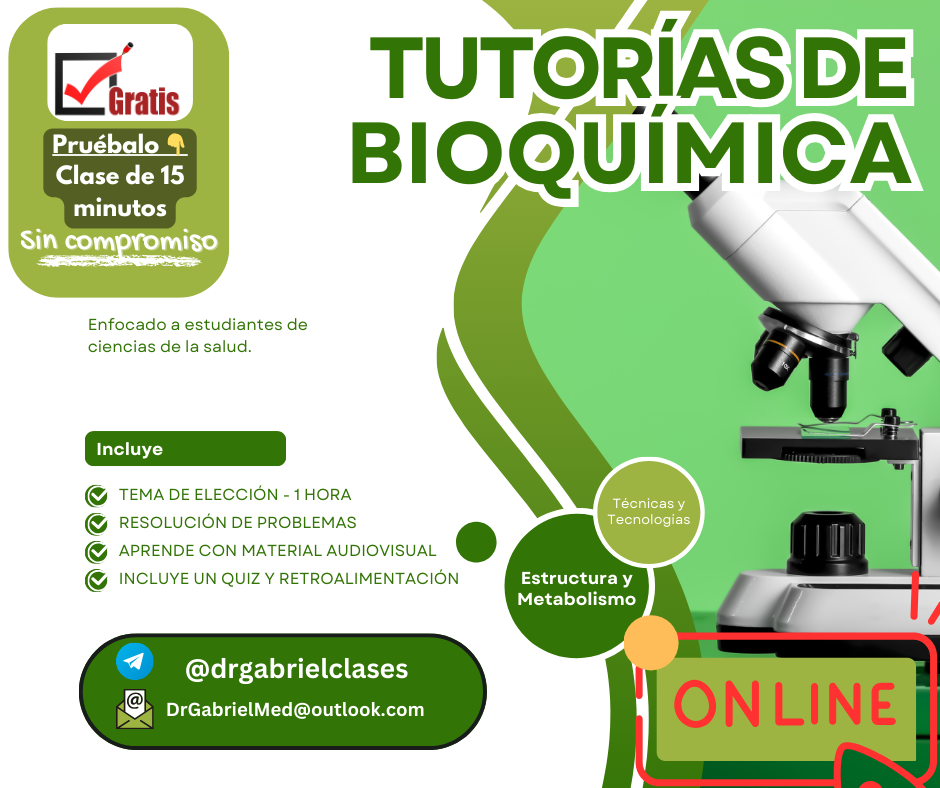 Gratis
Pruébalo 👇
Clase de 15
minutos
Sin compromiso
TUTORÍAS DE
BIOQUÍMICA
Enfocado a estudiantes de
ciencias de la salud.
Incluye
TEMA DE ELECCIÓN - 1 HORA
RESOLUCIÓN DE PROBLEMAS
APRENDE CON MATERIAL AUDIOVISUAL
INCLUYE UN QUIZ Y RETROALIMENTACIÓN
Técnicas y
Tecnologías
Estructura y
Metabolismo
@drgabrielclases
@
DrGabrielMed@outlook.com
ONLINE